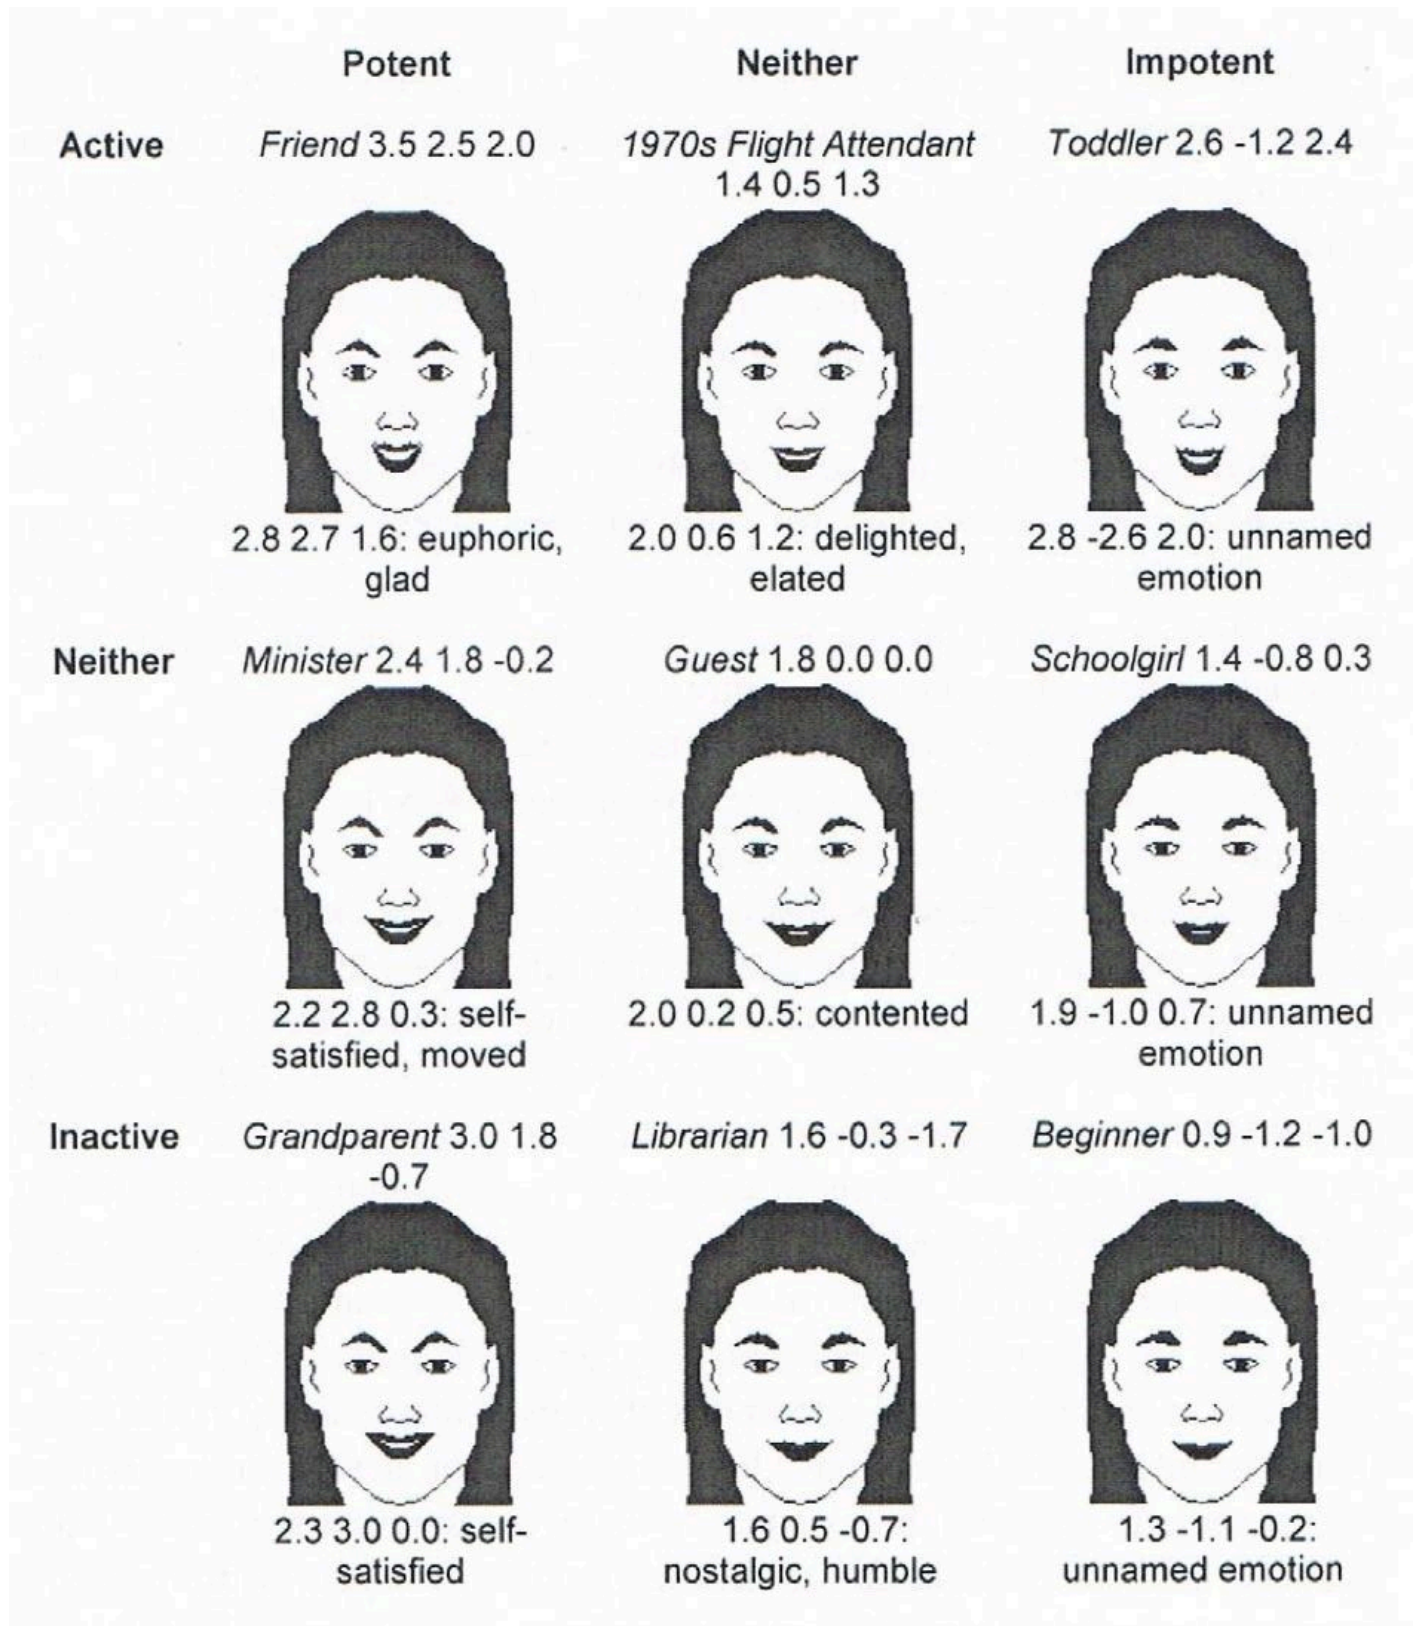 Potent Neither Impotent
Active Friend 3.5 2.5 2.0 1970s Flight Attendant Toddler 2.6 -1.2 2.4
1.4 0.5 1.3
2.8 2.7 1.6: euphoric, 2.0 0.6 1.2: delighted, 2.8 -2.6 2.0: unnamed
glad elated emotion
Neither Minister 2.4 1.8 -0.2 Guest 1.8 0.0 0.0 Schoolgirl 1.4 -0.8 0.3
2.2 2.8 0.3: self- 2.0 0.2 0.5: contented 1.9 -1.0 0.7: unnamed
satisfied, moved emotion
Inactive Grandparent 3.0 1.8 Librarian 1.6 -0.3 -1.7 Beginner 0.9 -1.2 -1.0
-0.7
2.3 3.0 0.0: self- 1.6 0.5 -0.7: 1.3 -1.1 -0.2:
satisfied nostalgic, humble unnamed emotion